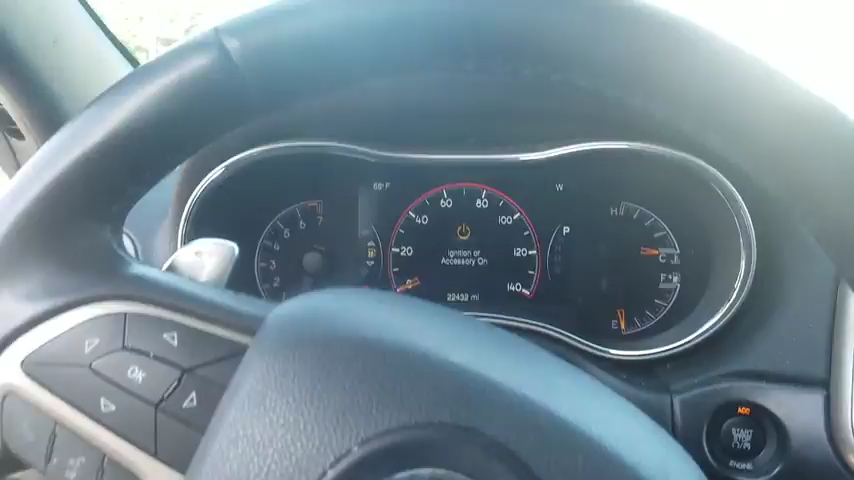 68°F
W
60 80
40 100
20 120
0 140
Ignition or
Accessory On
22432 mi
7
6
5
4
3
2
P
H
C
F
E
OK
ACC
START
STOP
ENGINE